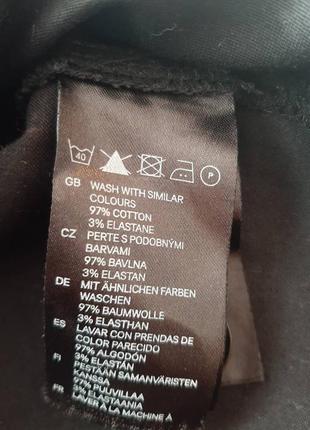 40
P
GB WASH WITH SIMILAR
COLOURS
97% COTTON
3% ELASTANE
CZ PERTE S PODOBNÝMI
BARVAMI
97% BAVLNA
3% ELASTAN
DE MIT ÄHNLICHEN FARBEN
WASCHEN
97% BAUMWOLLE
3% ELASTHAN
ES LAVAR CON PRENDAS DE
COLOR PARECIDO
97% ALGODÓN
3% ELASTÁN
FI PESTÄÄN SAMANVÄRISTEN
KANSSA
97% PUUVILLAA
3% ELASTAANIA
FR LAVER À LA MACHINE À